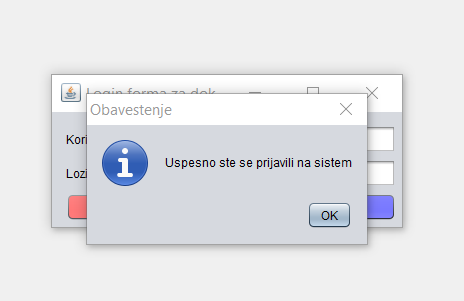 Login forma za dok
Obavestenje
Uspesno ste se prijavili na sistem
OK